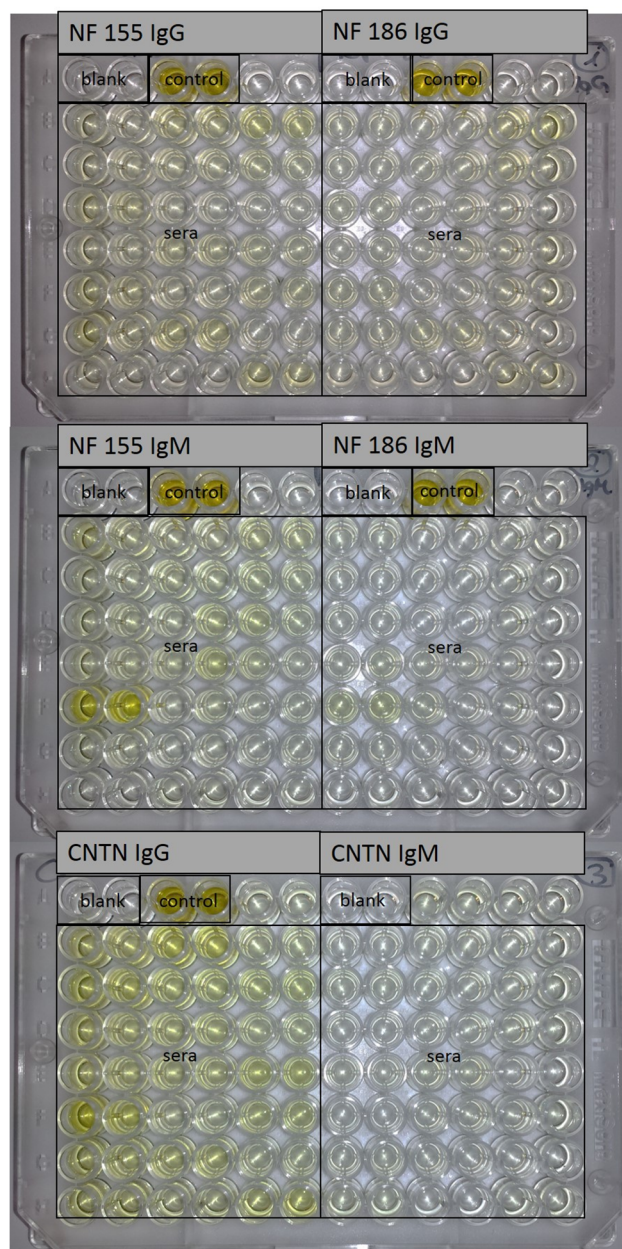 NF 155 IgG
NF 186 IgG
blank
control
blank
control
sera
sera
NF 155 IgM
NF 186 IgM
blank
control
blank
control
sera
sera
CNTN IgG
CNTN IgM
blank
control
blank
sera
sera
3